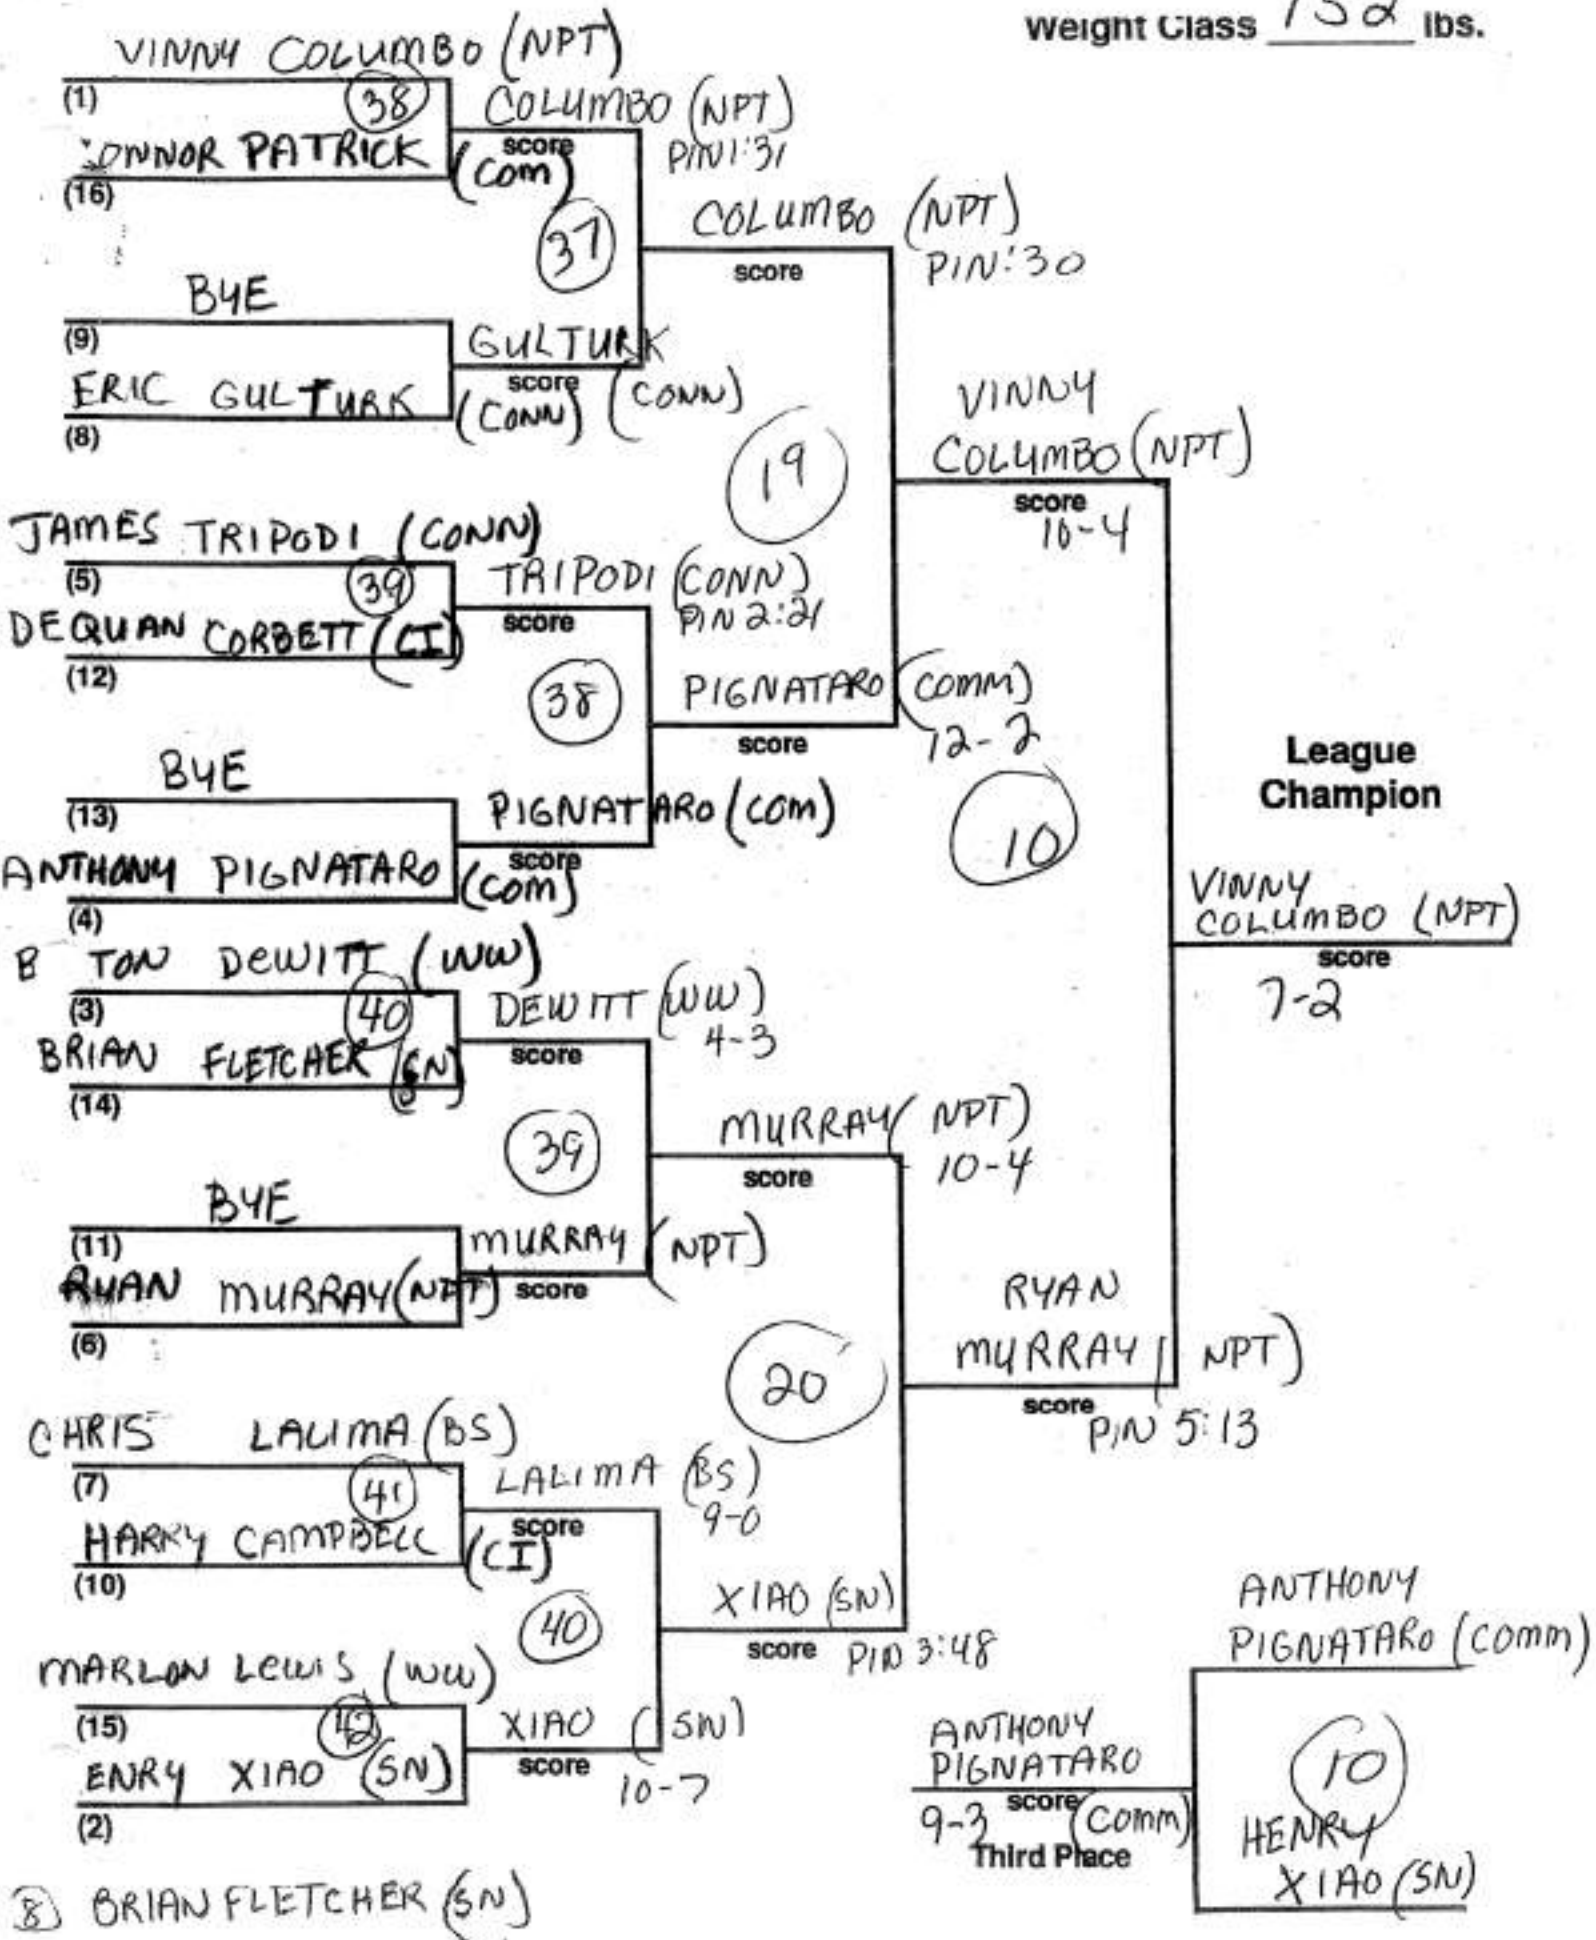 Weight Class 152 lbs.
VINNY COLUMBO (NPT)
(1)
38
COLUMBO (NPT)
score
PIN 1:31
ONNOR PATRICK (COM)
(16)
37
COLUMBO (NPT)
score
PIN :30
BYE
(9)
GULTURK
score
(CONN) (CONN)
ERIC GULTURK
(8)
19
VINNY
COLUMBO (NPT)
score
10-4
JAMES TRIPODI (CONN)
(5)
39
TRIPODI (CONN)
score
PIN 2:21
DEQUAN CORBETT (CI)
(12)
38
PIGNATARO (COMM)
score
12-2
BYE
(13)
PIGNATARO (COM)
score
ANTHONY PIGNATARO (COM)
(4)
10
League
Champion
VINNY
COLUMBO (NPT)
score
7-2
B TON DEWITT (WW)
(3)
40
DEWITT (WW)
score
4-3
BRIAN FLETCHER (SN)
(14)
39
MURRAY (NPT)
score
10-4
BYE
(11)
MURRAY (NPT)
score
RYAN MURRAY (NPT)
(6)
20
RYAN
MURRAY (NPT)
score
PIN 5:13
CHRIS LALIMA (BS)
(7)
41
LALIMA (BS)
score
9-0
HARRY CAMPBELL (CI)
(10)
40
XIAO (SN)
score
PIN 3:48
MARLON LEWIS (WW)
(15)
42
XIAO (SN)
score
10-7
ENRY XIAO (SN)
(2)
ANTHONY
PIGNATARO (COMM)
ANTHONY
PIGNATARO
score
9-3 (COMM)
Third Place
10
HENRY
XIAO (SN)
8 BRIAN FLETCHER (SN)